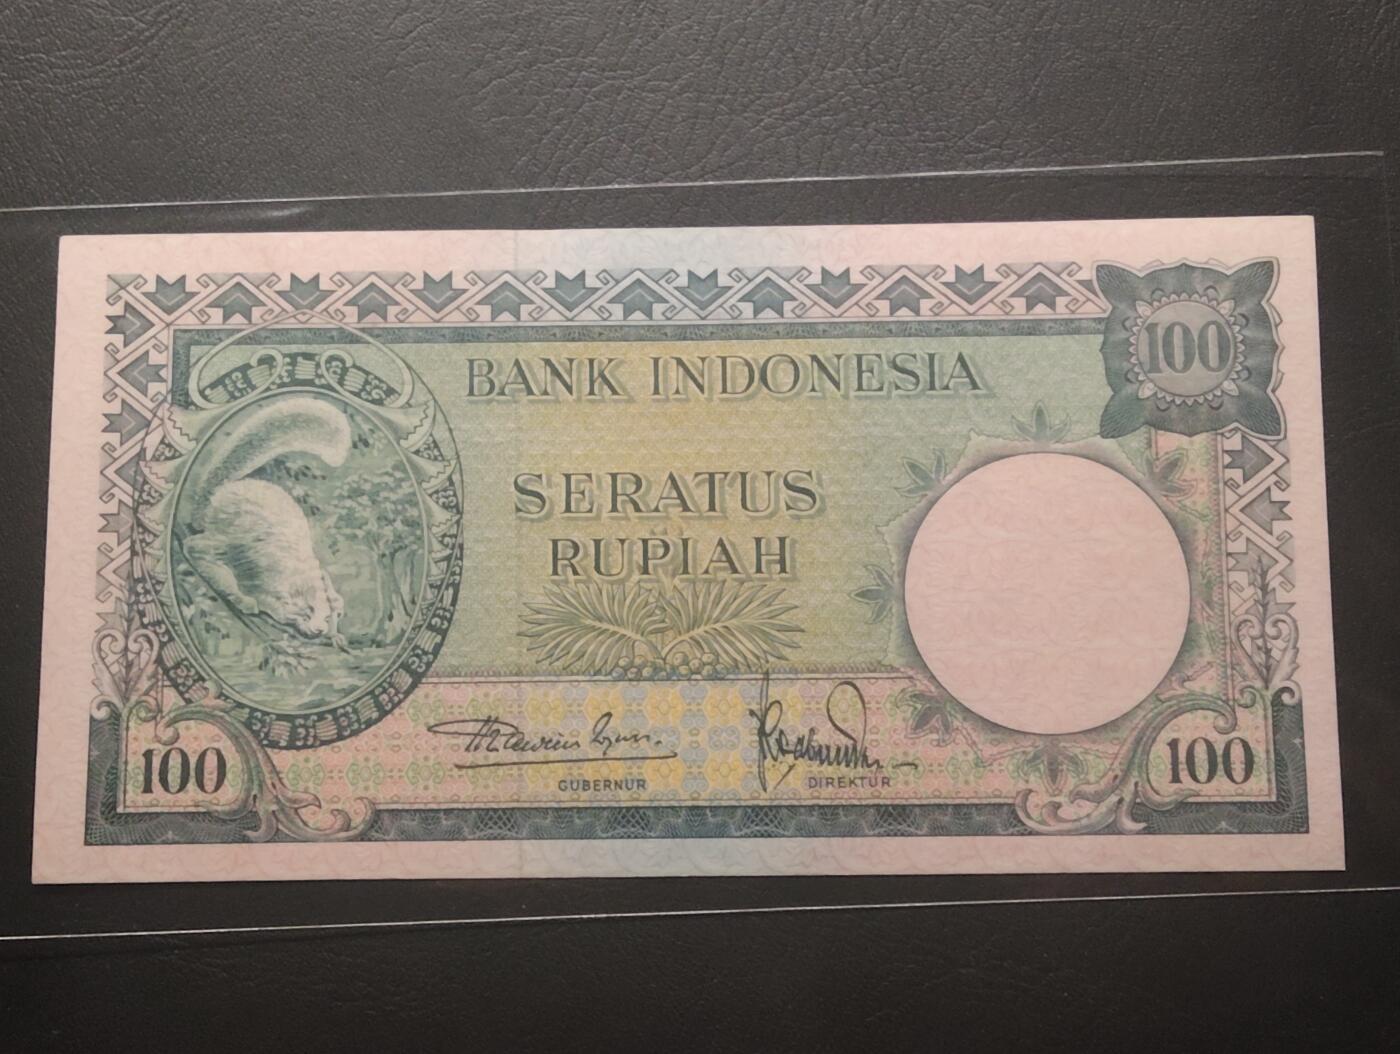 100
BANK INDONESIA
SERATUS
RUPIAH
GUBERNUR
DIREKTUR
100
100